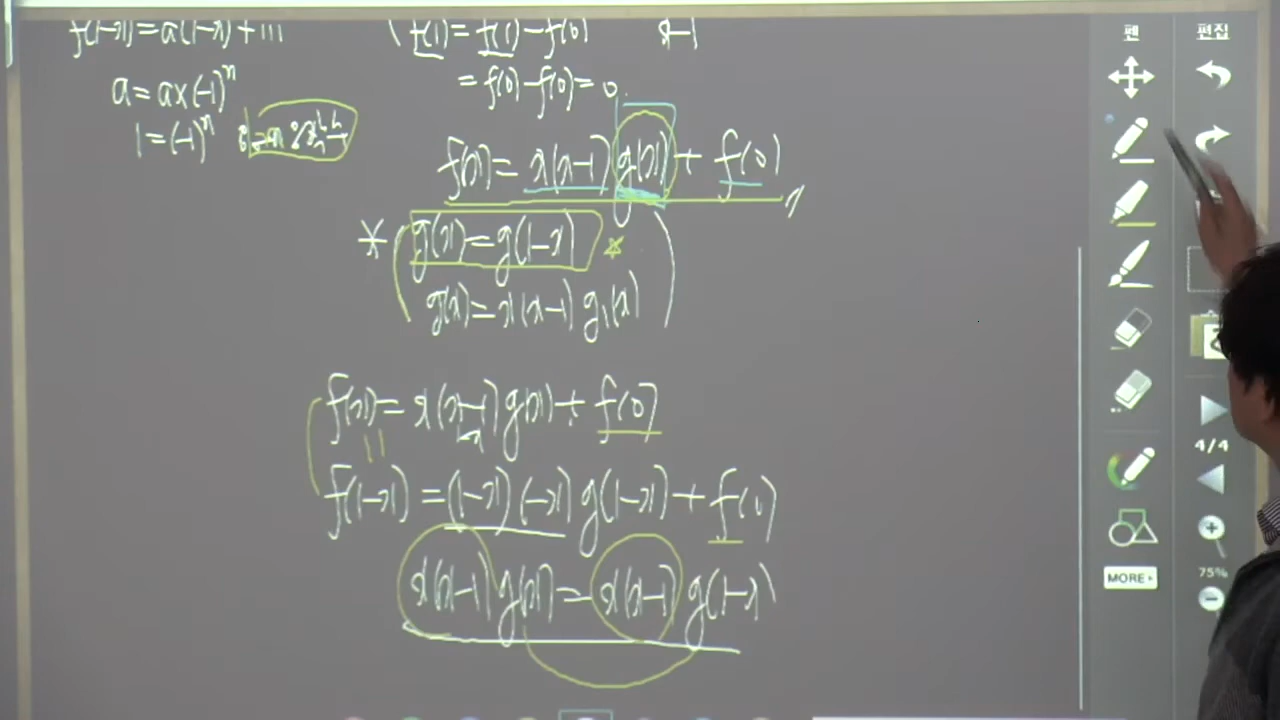 f(1-x)=a(1-x)+…
a=a×(-1)ⁿ
1=(-1)ⁿ
f(1)=f(1)-f(0)
x-1
=f(0)-f(0)=0
f(x)=x(x-1)g(x)+f(0)
g(x)=g(1-x)
g(x)=x(x-1)g₁(x)
f(x)=x(x-1)g(x)+f(0)
f(1-x)=(1-x)(-x)g(1-x)+f(0)
x(x-1)g(x)=x(x-1)g(1-x)
펜
편집
4/4
75%
MORE+